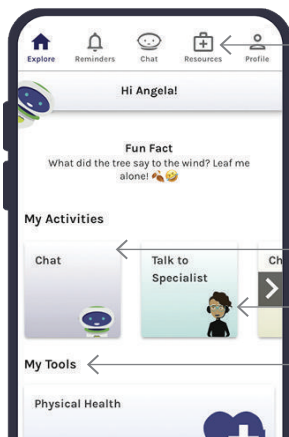 Explore Reminders Chat Resources Profile
Hi Angela!
Fun Fact
What did the tree say to the wind? Leaf me
alone! 🍂🤣
My Activities
Chat
Talk to
Specialist
Ch
My Tools
Physical Health